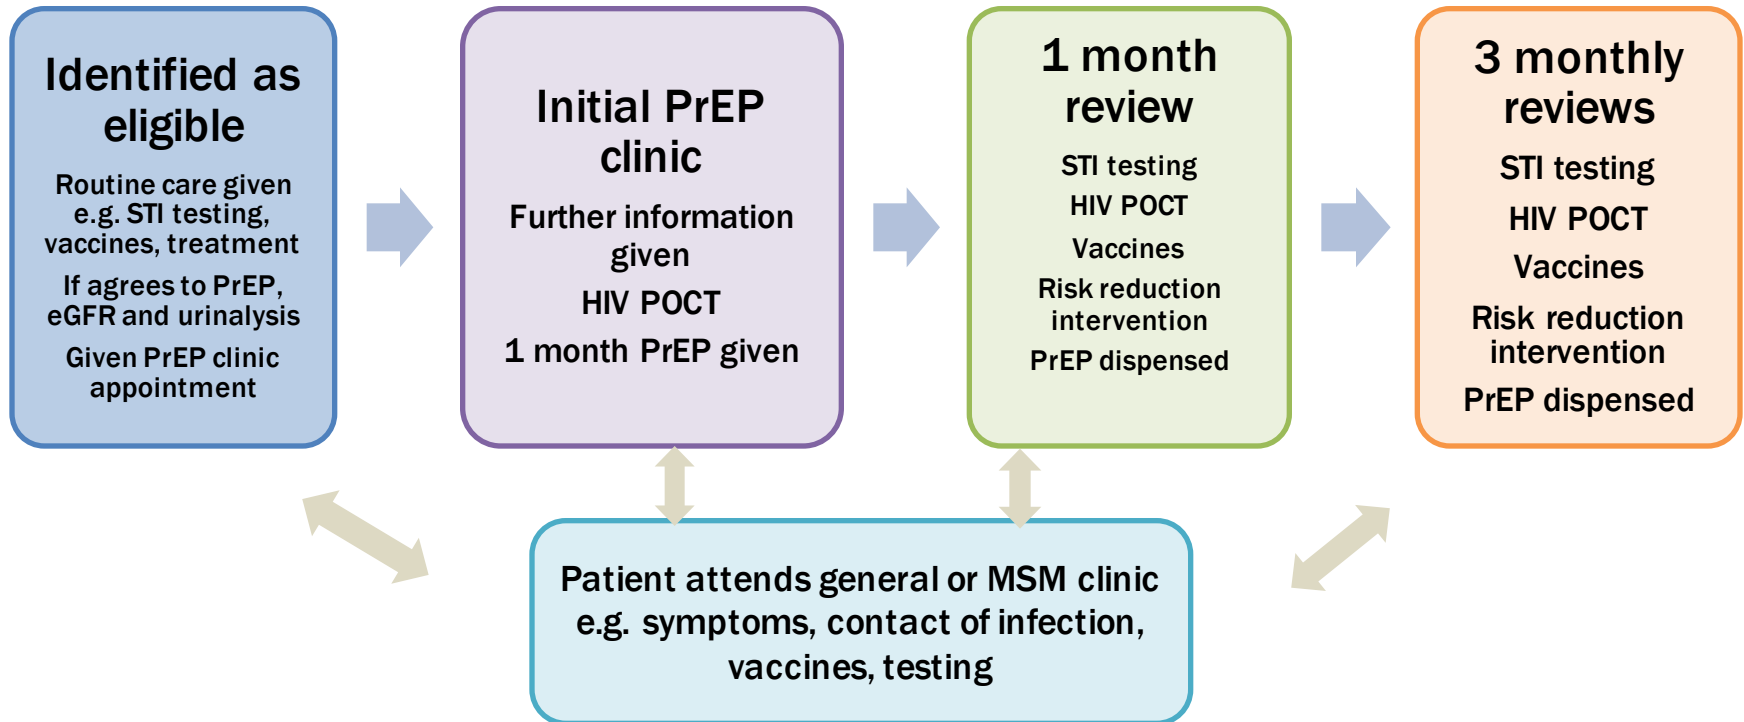 Identified as
eligible
Routine care given
e.g. STI testing,
vaccines, treatment
If agrees to PrEP,
eGFR and urinalysis
Given PrEP clinic
appointment
Initial PrEP
clinic
Further information
given
HIV POCT
1 month PrEP given
1 month
review
STI testing
HIV POCT
Vaccines
Risk reduction
intervention
PrEP dispensed
3 monthly
reviews
STI testing
HIV POCT
Vaccines
Risk reduction
intervention
PrEP dispensed
Patient attends general or MSM clinic
e.g. symptoms, contact of infection,
vaccines, testing